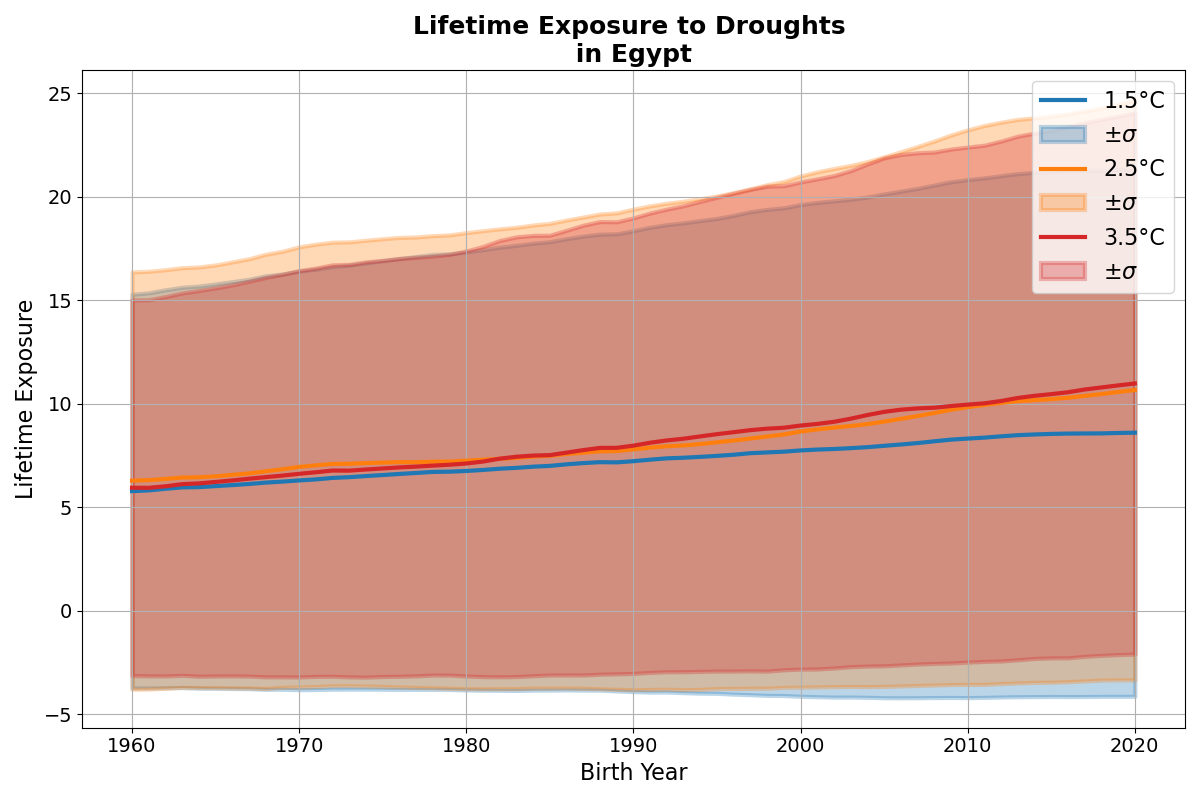 Lifetime Exposure to Droughts
in Egypt
25
20
15
10
5
0
−5
Lifetime Exposure
1960
1970
1980
1990
2000
2010
2020
Birth Year
1.5°C
±σ
2.5°C
±σ
3.5°C
±σ